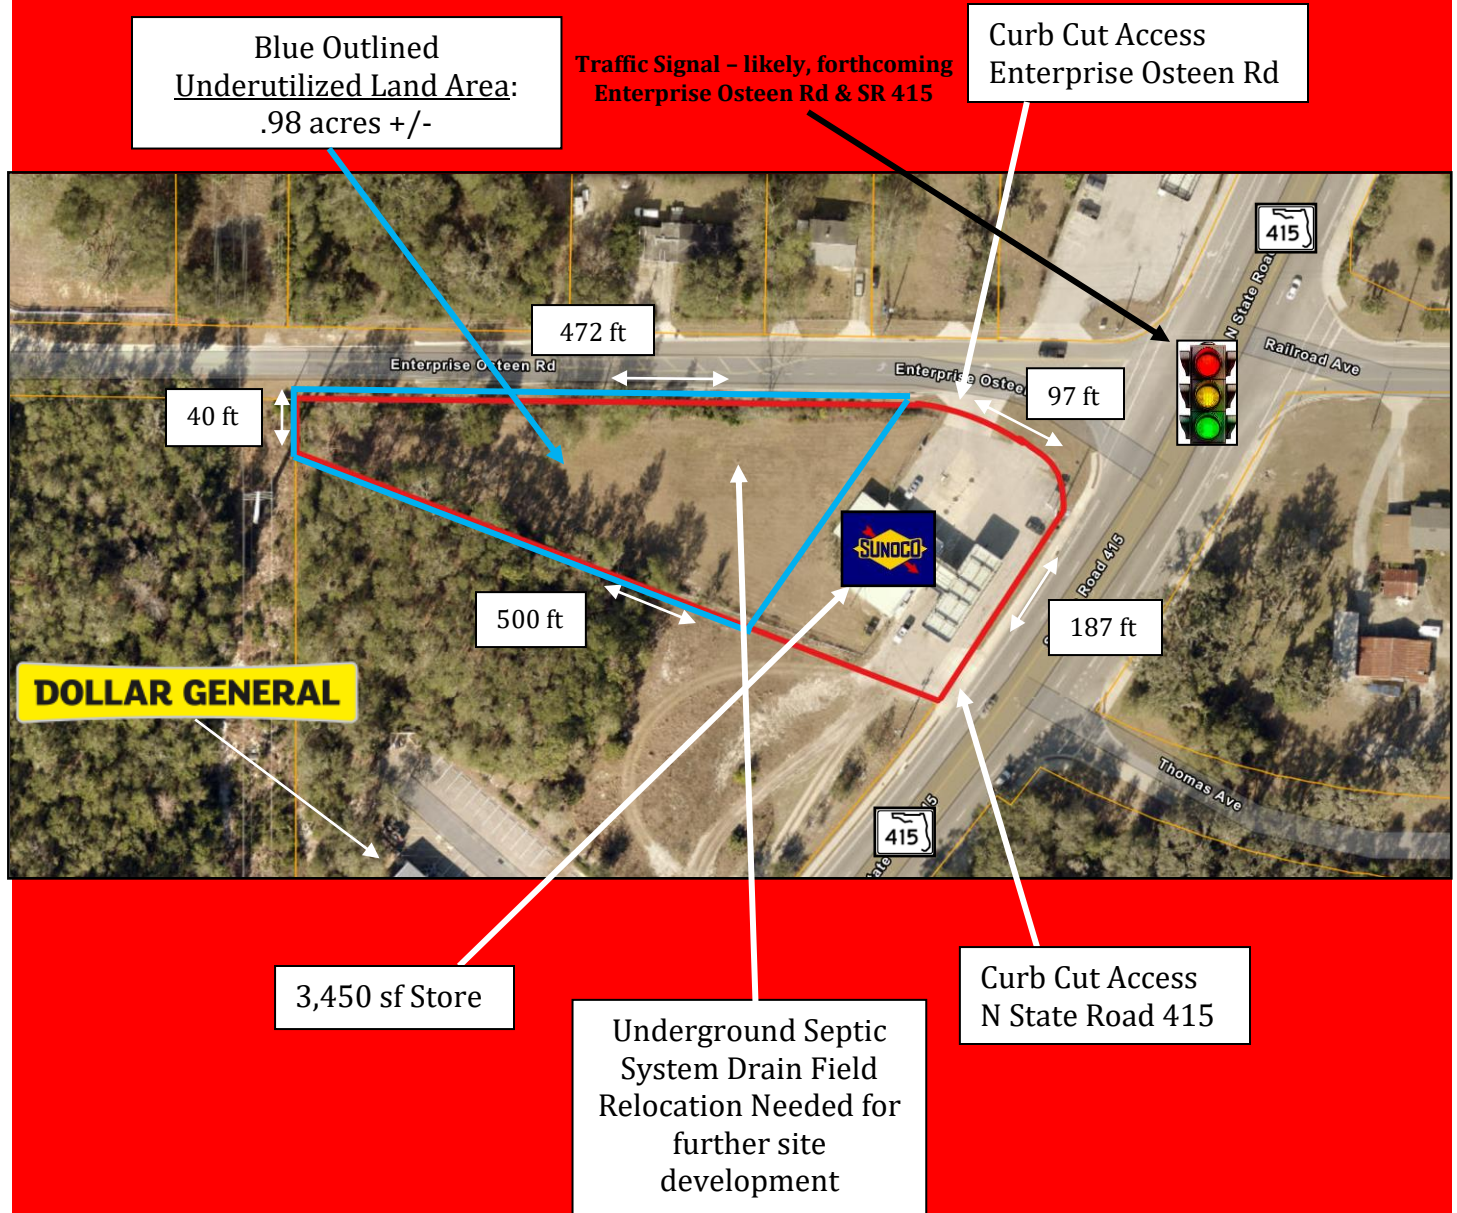 Blue Outlined
Underutilized Land Area:
.98 acres +/-
Traffic Signal – likely, forthcoming
Enterprise Osteen Rd & SR 415
Curb Cut Access
Enterprise Osteen Rd
415
N State Road
472 ft
Railroad Ave
Enterprise Osteen Rd
Enterprise Osteen
97 ft
40 ft
SUNOCO
Road 415
500 ft
187 ft
DOLLAR GENERAL
Thomas Ave
415
3,450 sf Store
Curb Cut Access
N State Road 415
Underground Septic
System Drain Field
Relocation Needed for
further site
development